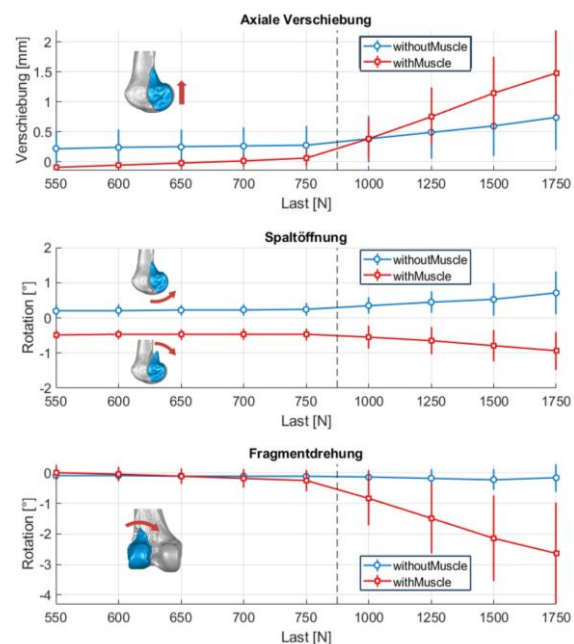 Axiale Verschiebung
Verschiebung [mm]
2
1.5
1
0.5
0
withoutMuscle
withMuscle
550 600 650 700 750 1000 1250 1500 1750
Last [N]
Spaltöffnung
Rotation [°]
2
1
0
-1
2
withoutMuscle
withMuscle
550 600 650 700 750 1000 1250 1500 1750
Last [N]
Fragmentdrehung
Rotation [°]
0
-1
-2
-3
-4
withoutMuscle
withMuscle
550 600 650 700 750 1000 1250 1500 1750
Last [N]